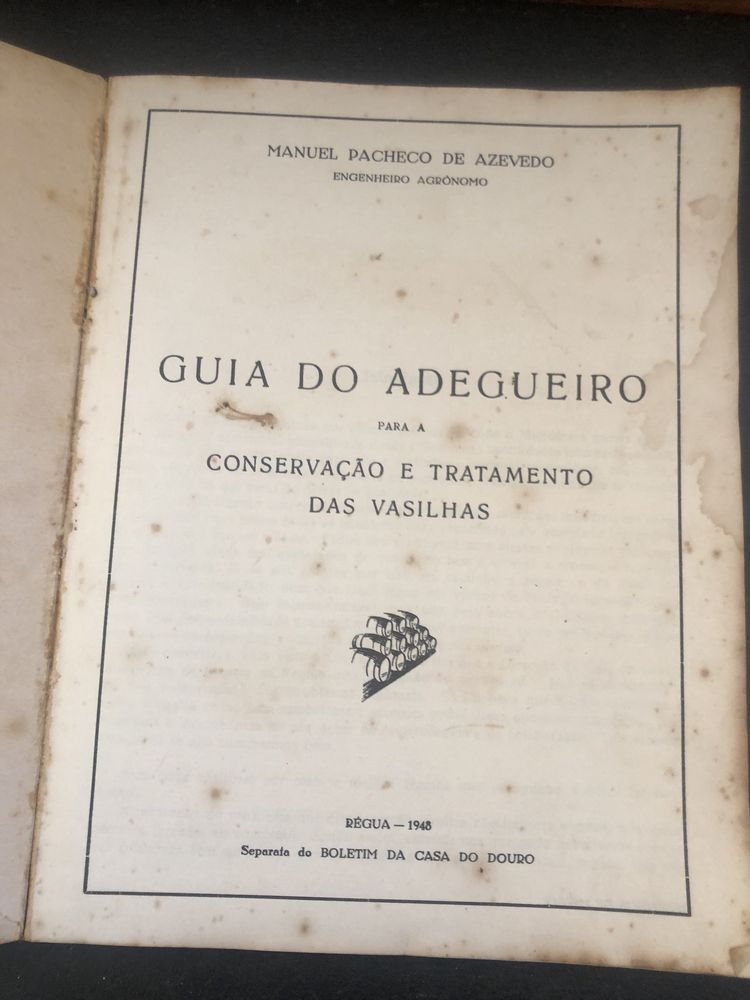 MANUEL PACHECO DE AZEVEDO
ENGENHEIRO AGRÓNOMO
GUIA DO ADEGUEIRO
PARA A
CONSERVAÇÃO E TRATAMENTO
DAS VASILHAS
RÉGUA — 1948
Separata do BOLETIM DA CASA DO DOURO